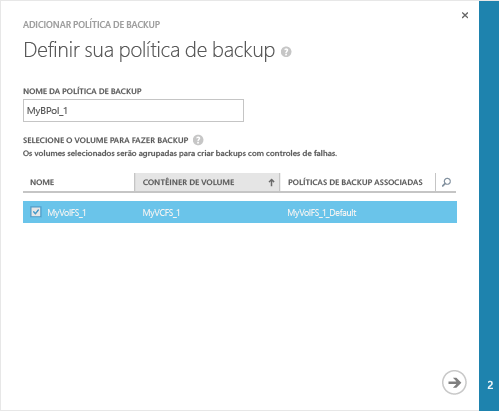 ADICIONAR POLÍTICA DE BACKUP
Definir sua política de backup
NOME DA POLÍTICA DE BACKUP
MyBPol_1
SELECIONE O VOLUME PARA FAZER BACKUP
Os volumes selecionados serão agrupadas para criar backups com controles de falhas.
NOME CONTÊINER DE VOLUME POLÍTICAS DE BACKUP ASSOCIADAS
MyVolFS_1 MyVCFS_1 MyVolFS_1_Default
2